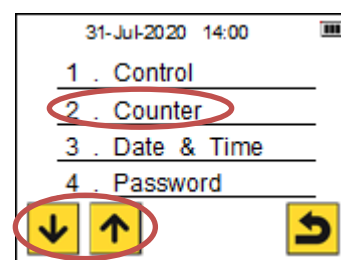 31-Jul-2020 14:00
1 . Control
2 . Counter
3 . Date & Time
4 . Password